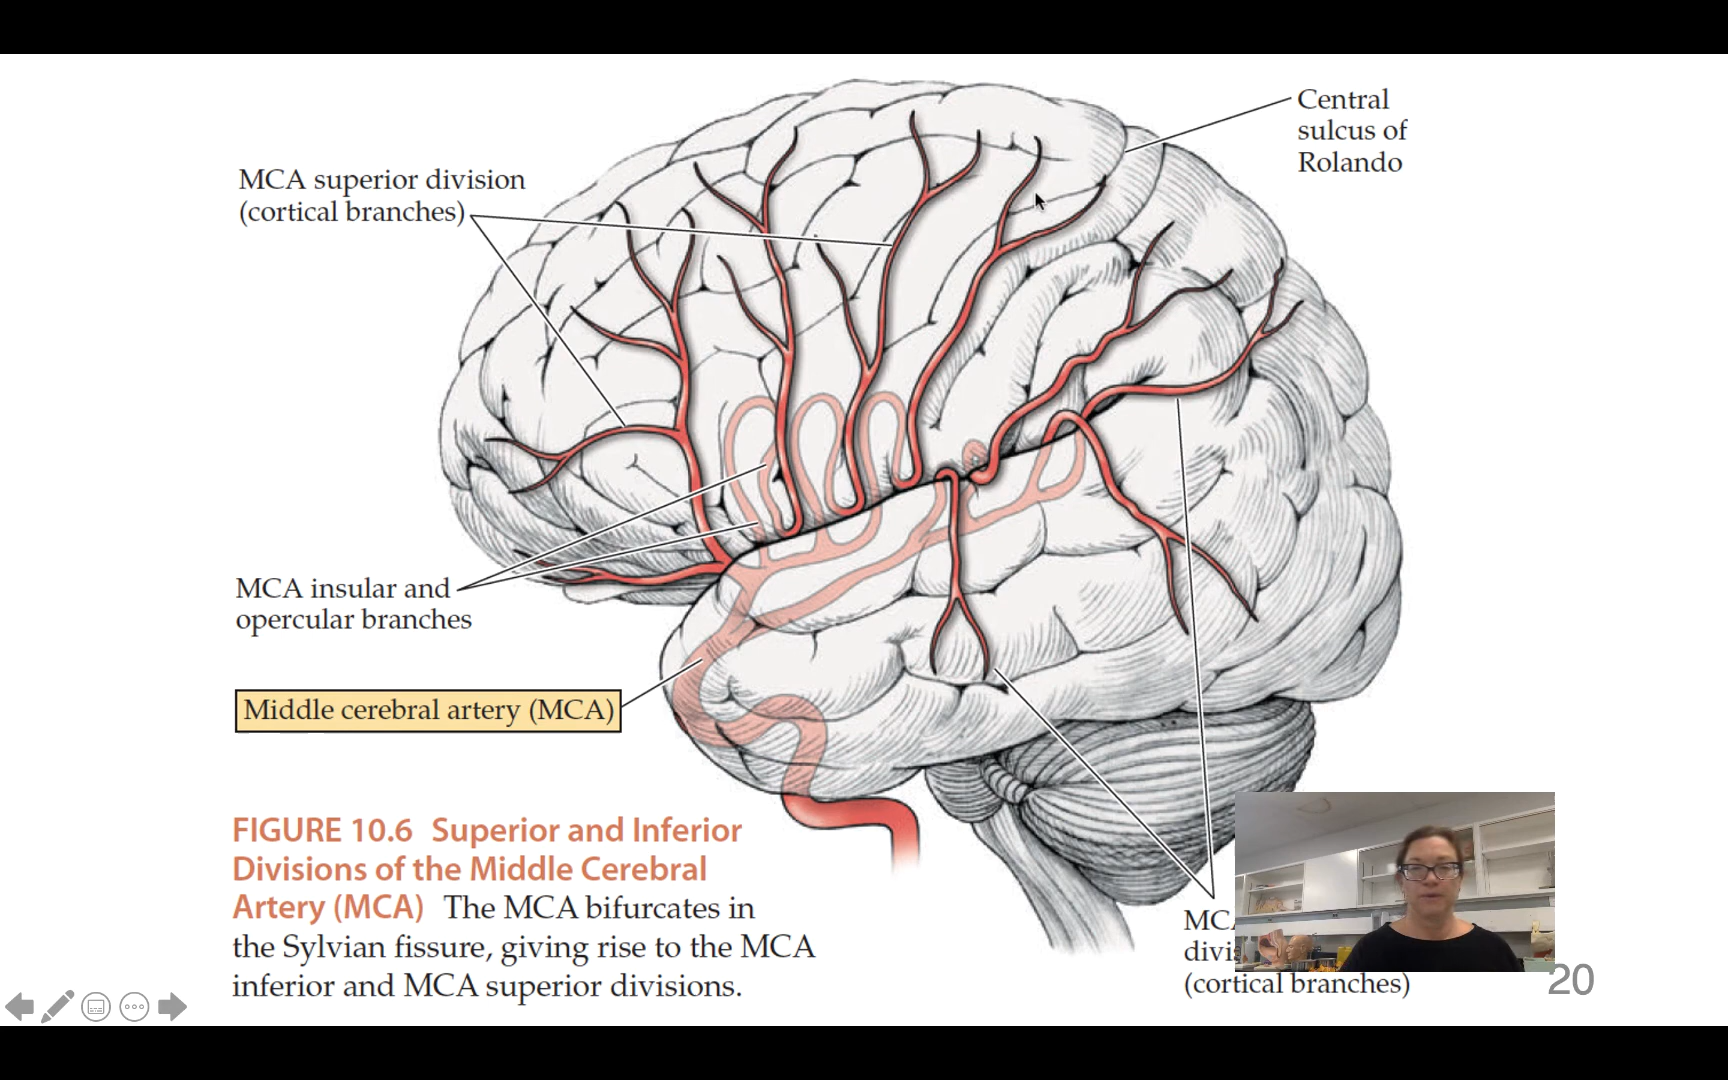 Central
sulcus of
Rolando
MCA superior division
(cortical branches)
MCA insular and
opercular branches
Middle cerebral artery (MCA)
FIGURE 10.6 Superior and Inferior
Divisions of the Middle Cerebral
Artery (MCA) The MCA bifurcates in
the Sylvian fissure, giving rise to the MCA
inferior and MCA superior divisions.
(cortical branches)
20